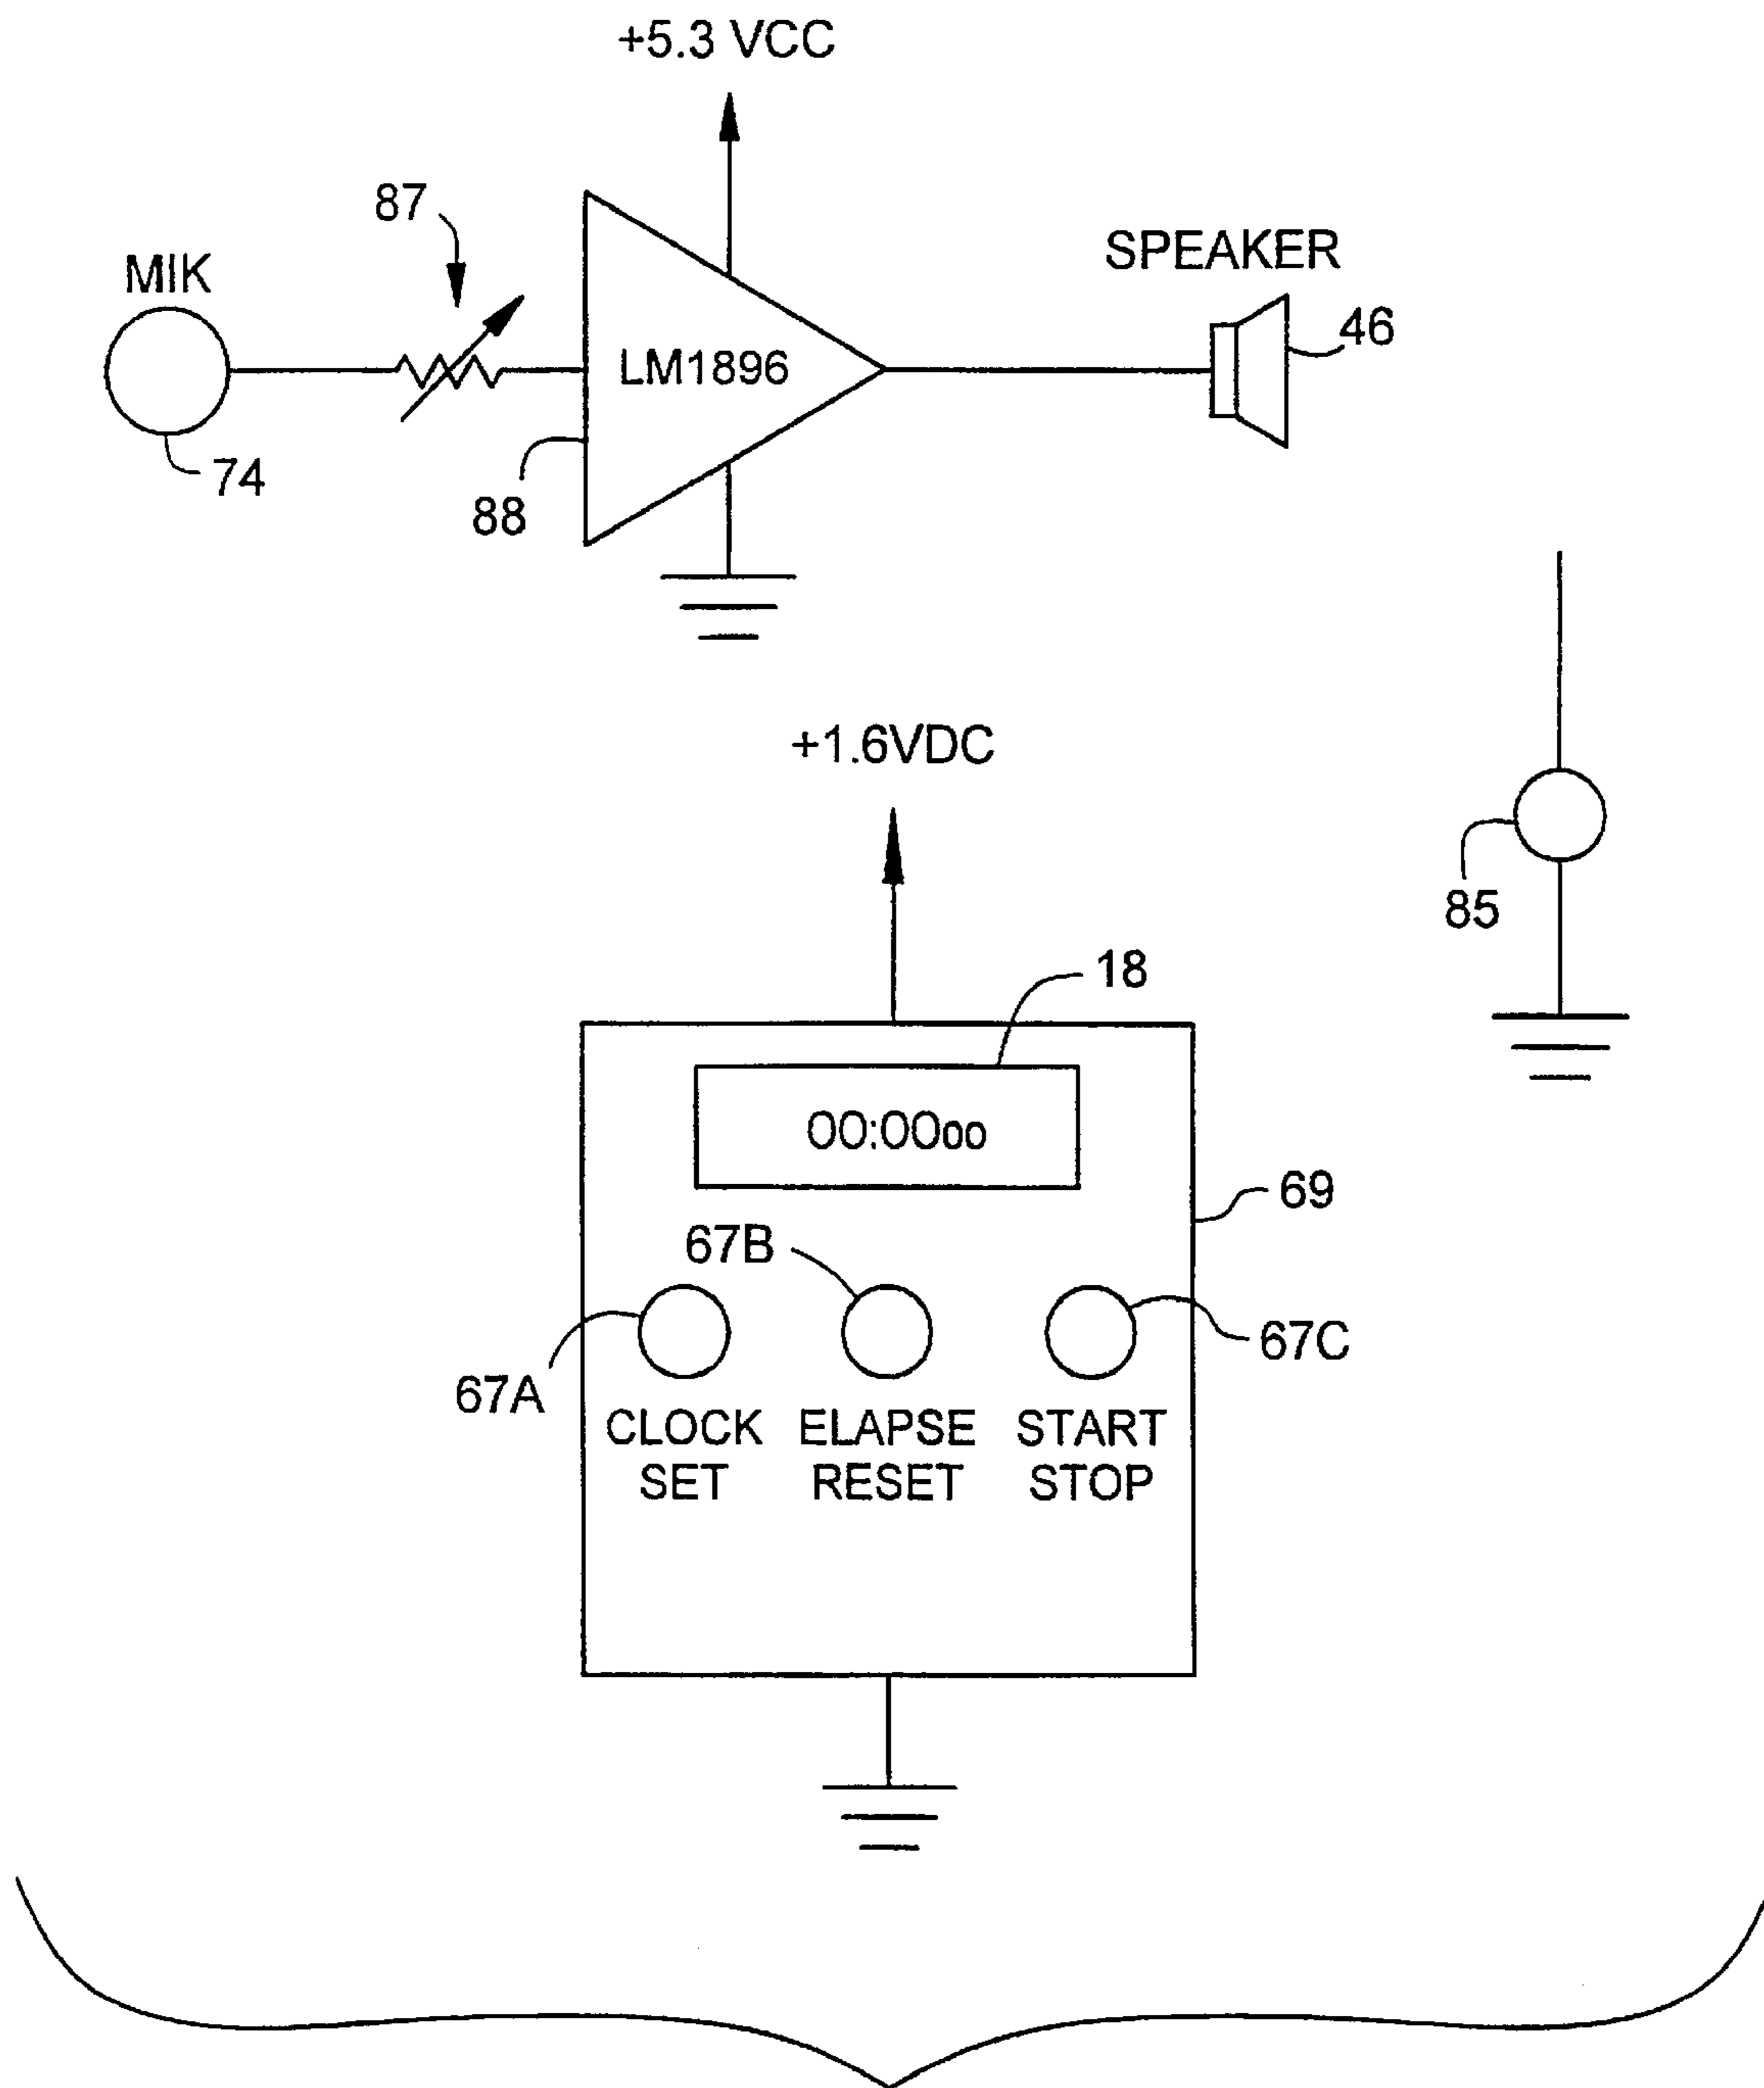 +5.3 VCC
87
MIK
SPEAKER
46
LM1896
74
88
+1.6VDC
85
18
00:0000
69
67B
67C
67A
CLOCK ELAPSE START
SET RESET STOP